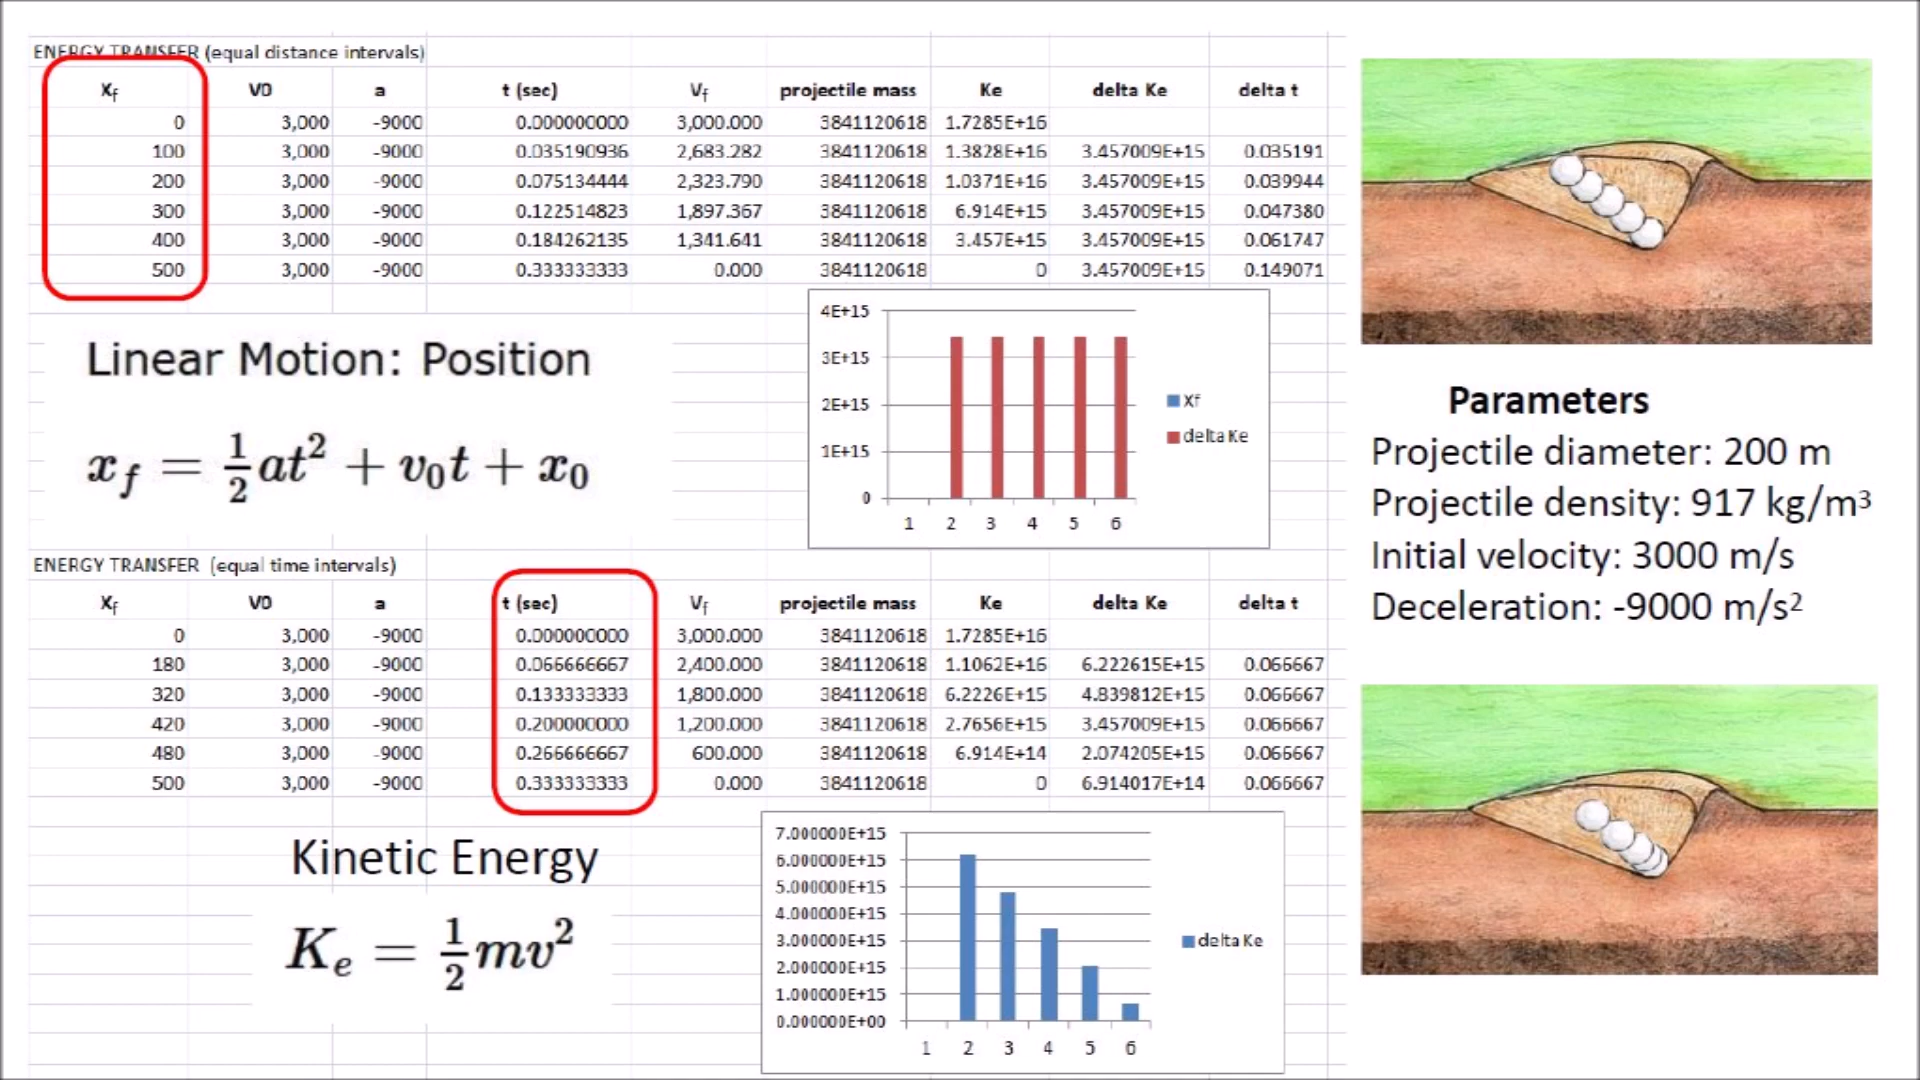 ENERGY TRANSFER (equal distance intervals)
Xf V0 a t (sec) Vf projectile mass Ke delta Ke delta t
0 3,000 -9000 0.000000000 3,000.000 3841120618 1.7285E+16
100 3,000 -9000 0.035190936 2,683.282 3841120618 1.3828E+16 3.457009E+15 0.035191
200 3,000 -9000 0.075134444 2,323.790 3841120618 1.0371E+16 3.457009E+15 0.039944
300 3,000 -9000 0.122514823 1,897.367 3841120618 6.914E+15 3.457009E+15 0.047380
400 3,000 -9000 0.184262135 1,341.641 3841120618 3.457E+15 3.457009E+15 0.061747
500 3,000 -9000 0.333333333 0.000 3841120618 0 3.457009E+15 0.149071
Linear Motion: Position
x_f = 1/2 at² + v₀t + x₀
4E+15
3E+15
2E+15
1E+15
0
1 2 3 4 5 6
Xf
delta Ke
Parameters
Projectile diameter: 200 m
Projectile density: 917 kg/m³
Initial velocity: 3000 m/s
Deceleration: -9000 m/s²
ENERGY TRANSFER (equal time intervals)
Xf V0 a t (sec) Vf projectile mass Ke delta Ke delta t
0 3,000 -9000 0.000000000 3,000.000 3841120618 1.7285E+16
180 3,000 -9000 0.066666667 2,400.000 3841120618 1.1062E+16 6.222615E+15 0.066667
320 3,000 -9000 0.133333333 1,800.000 3841120618 6.2226E+15 4.839812E+15 0.066667
420 3,000 -9000 0.200000000 1,200.000 3841120618 2.7656E+15 3.457009E+15 0.066667
480 3,000 -9000 0.266666667 600.000 3841120618 6.914E+14 2.074205E+15 0.066667
500 3,000 -9000 0.333333333 0.000 3841120618 0 6.914017E+14 0.066667
Kinetic Energy
K_e = 1/2 mv²
7.000000E+15
6.000000E+15
5.000000E+15
4.000000E+15
3.000000E+15
2.000000E+15
1.000000E+15
0.000000E+00
1 2 3 4 5 6
delta Ke